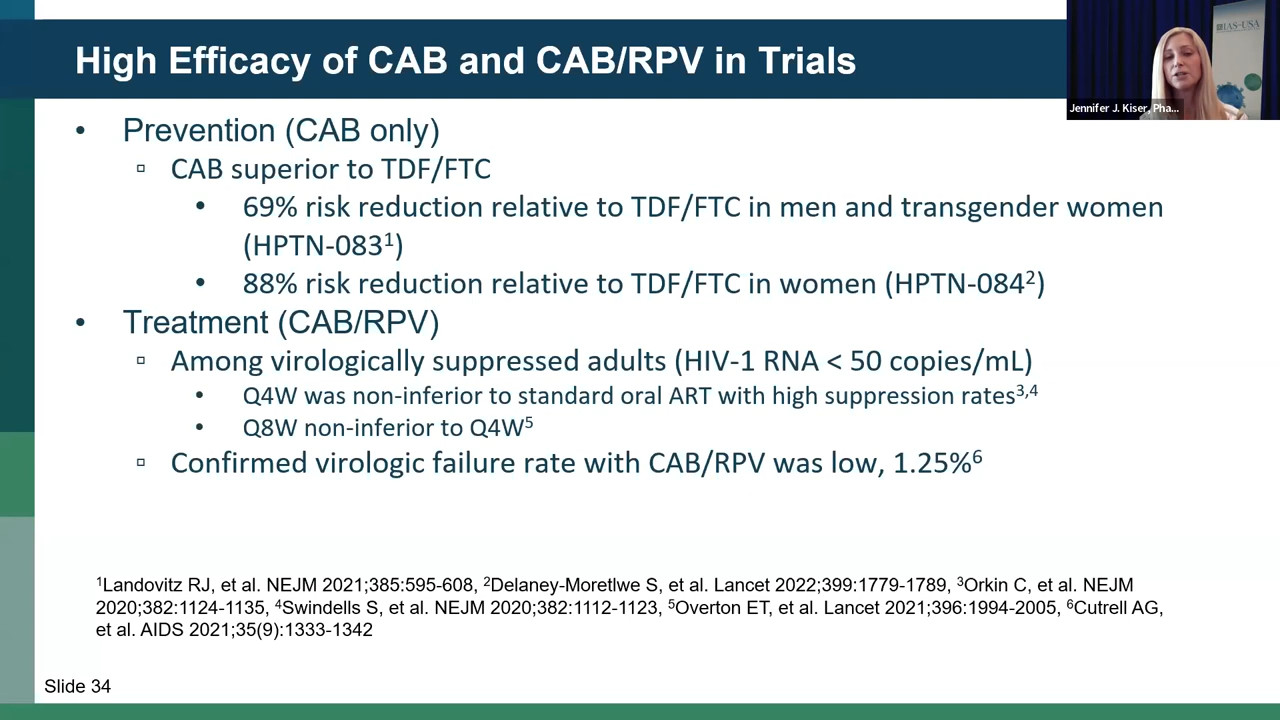 High Efficacy of CAB and CAB/RPV in Trials
IAS-USA
Jennifer J. Kiser, Pha...
• Prevention (CAB only)
▫ CAB superior to TDF/FTC
• 69% risk reduction relative to TDF/FTC in men and transgender women
(HPTN-083¹)
• 88% risk reduction relative to TDF/FTC in women (HPTN-084²)
• Treatment (CAB/RPV)
▫ Among virologically suppressed adults (HIV-1 RNA < 50 copies/mL)
• Q4W was non-inferior to standard oral ART with high suppression rates³,⁴
• Q8W non-inferior to Q4W⁵
▫ Confirmed virologic failure rate with CAB/RPV was low, 1.25%⁶
¹Landovitz RJ, et al. NEJM 2021;385:595-608, ²Delaney-Moretlwe S, et al. Lancet 2022;399:1779-1789, ³Orkin C, et al. NEJM
2020;382:1124-1135, ⁴Swindells S, et al. NEJM 2020;382:1112-1123, ⁵Overton ET, et al. Lancet 2021;396:1994-2005, ⁶Cutrell AG,
et al. AIDS 2021;35(9):1333-1342
Slide 34